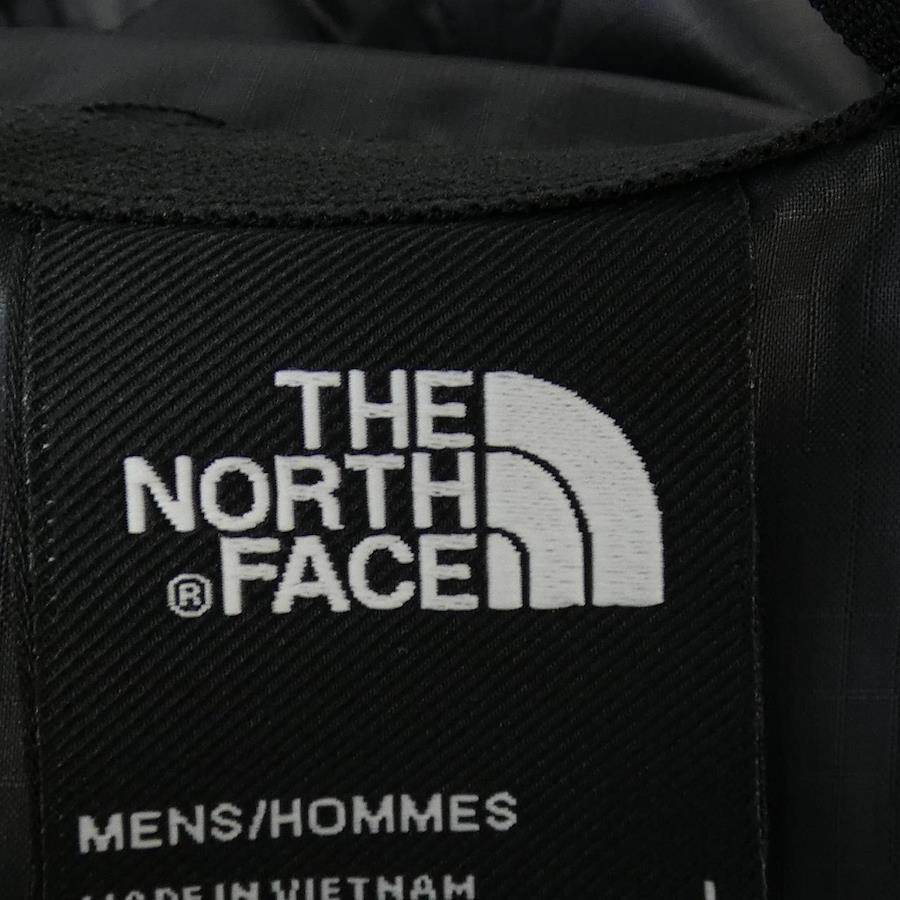 THE
NORTH
®FACE
MENS/HOMMES
MADE IN VIETNAM